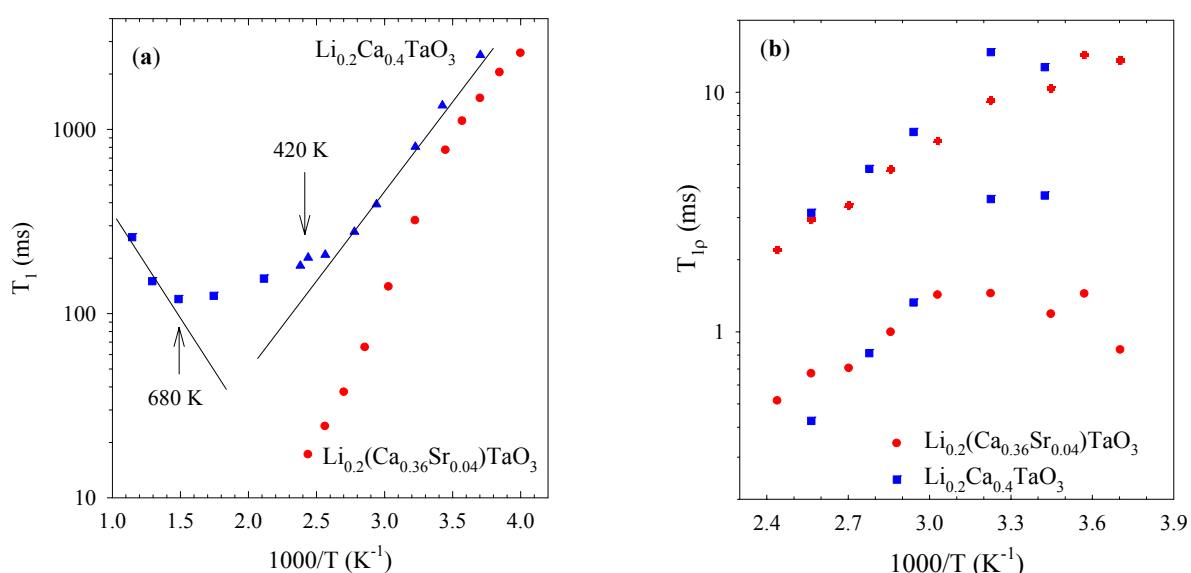 (a)
Li0.2Ca0.4TaO3
1000
100
10
T1 (ms)
420 K
680 K
Li0.2(Ca0.36Sr0.04)TaO3
1.0 1.5 2.0 2.5 3.0 3.5 4.0
1000/T (K-1)
(b)
10
1
T1ρ (ms)
Li0.2(Ca0.36Sr0.04)TaO3
Li0.2Ca0.4TaO3
2.4 2.7 3.0 3.3 3.6 3.9
1000/T (K-1)